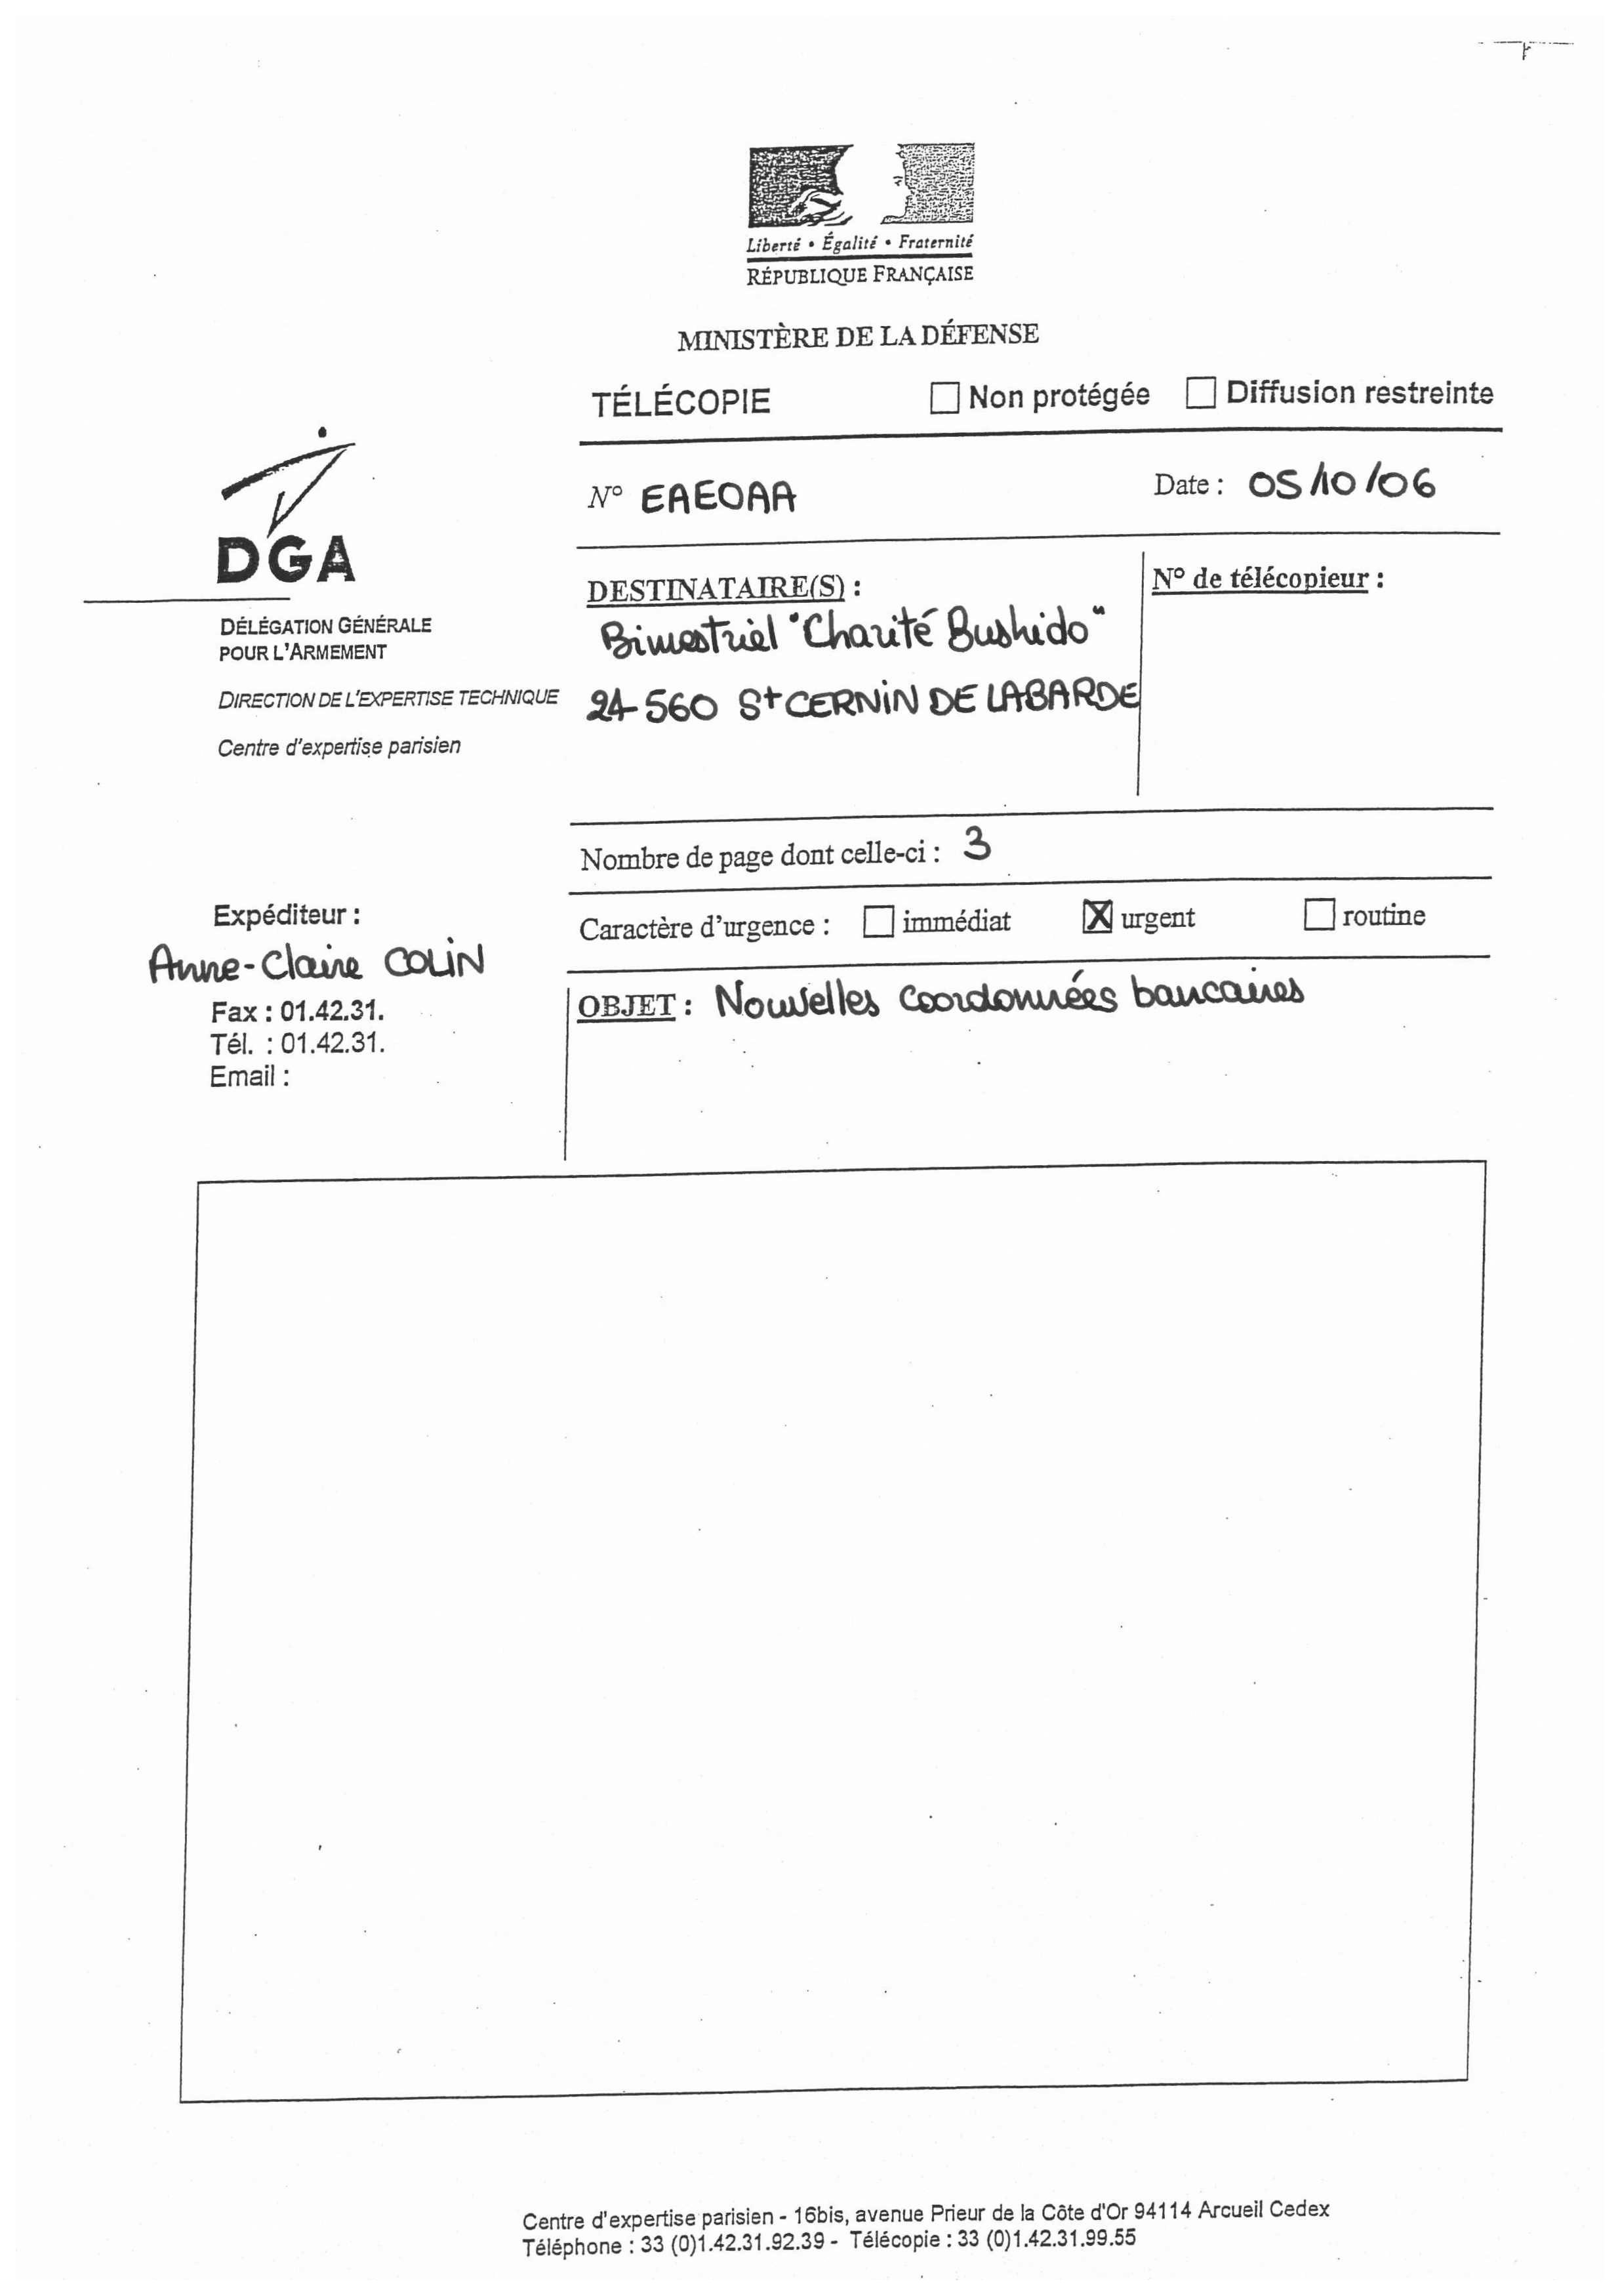 Liberté • Égalité • Fraternité
RÉPUBLIQUE FRANÇAISE
MINISTÈRE DE LA DÉFENSE
TÉLÉCOPIE ☐ Non protégée ☐ Diffusion restreinte
N° EAEOAA Date : 05/10/06
DGA
DÉLÉGATION GÉNÉRALE
POUR L'ARMEMENT
DIRECTION DE L'EXPERTISE TECHNIQUE
Centre d'expertise parisien
DESTINATAIRE(S) :
Bimestriel "Charité Bushido"
24560 St CERNIN DE LABARDE
N° de télécopieur :
Nombre de page dont celle-ci : 3
Expéditeur :
Anne-Claire COLIN
Fax : 01.42.31.
Tél. : 01.42.31.
Email :
Caractère d'urgence : ☐ immédiat ☒ urgent ☐ routine
OBJET : Nouvelles coordonnées bancaires
Centre d'expertise parisien - 16bis, avenue Prieur de la Côte d'Or 94114 Arcueil Cedex
Téléphone : 33 (0)1.42.31.92.39 - Télécopie : 33 (0)1.42.31.99.55